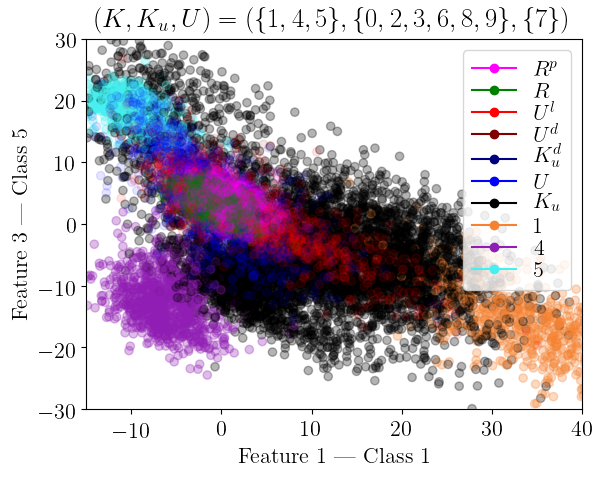 (K, K_u, U) = ({1, 4, 5}, {0, 2, 3, 6, 8, 9}, {7})
30
20
10
0
−10
−20
−30
Feature 3 — Class 5
R^p
R
U^l
U^d
K_u^d
U
K_u
1
4
5
−10
0
10
20
30
40
Feature 1 — Class 1